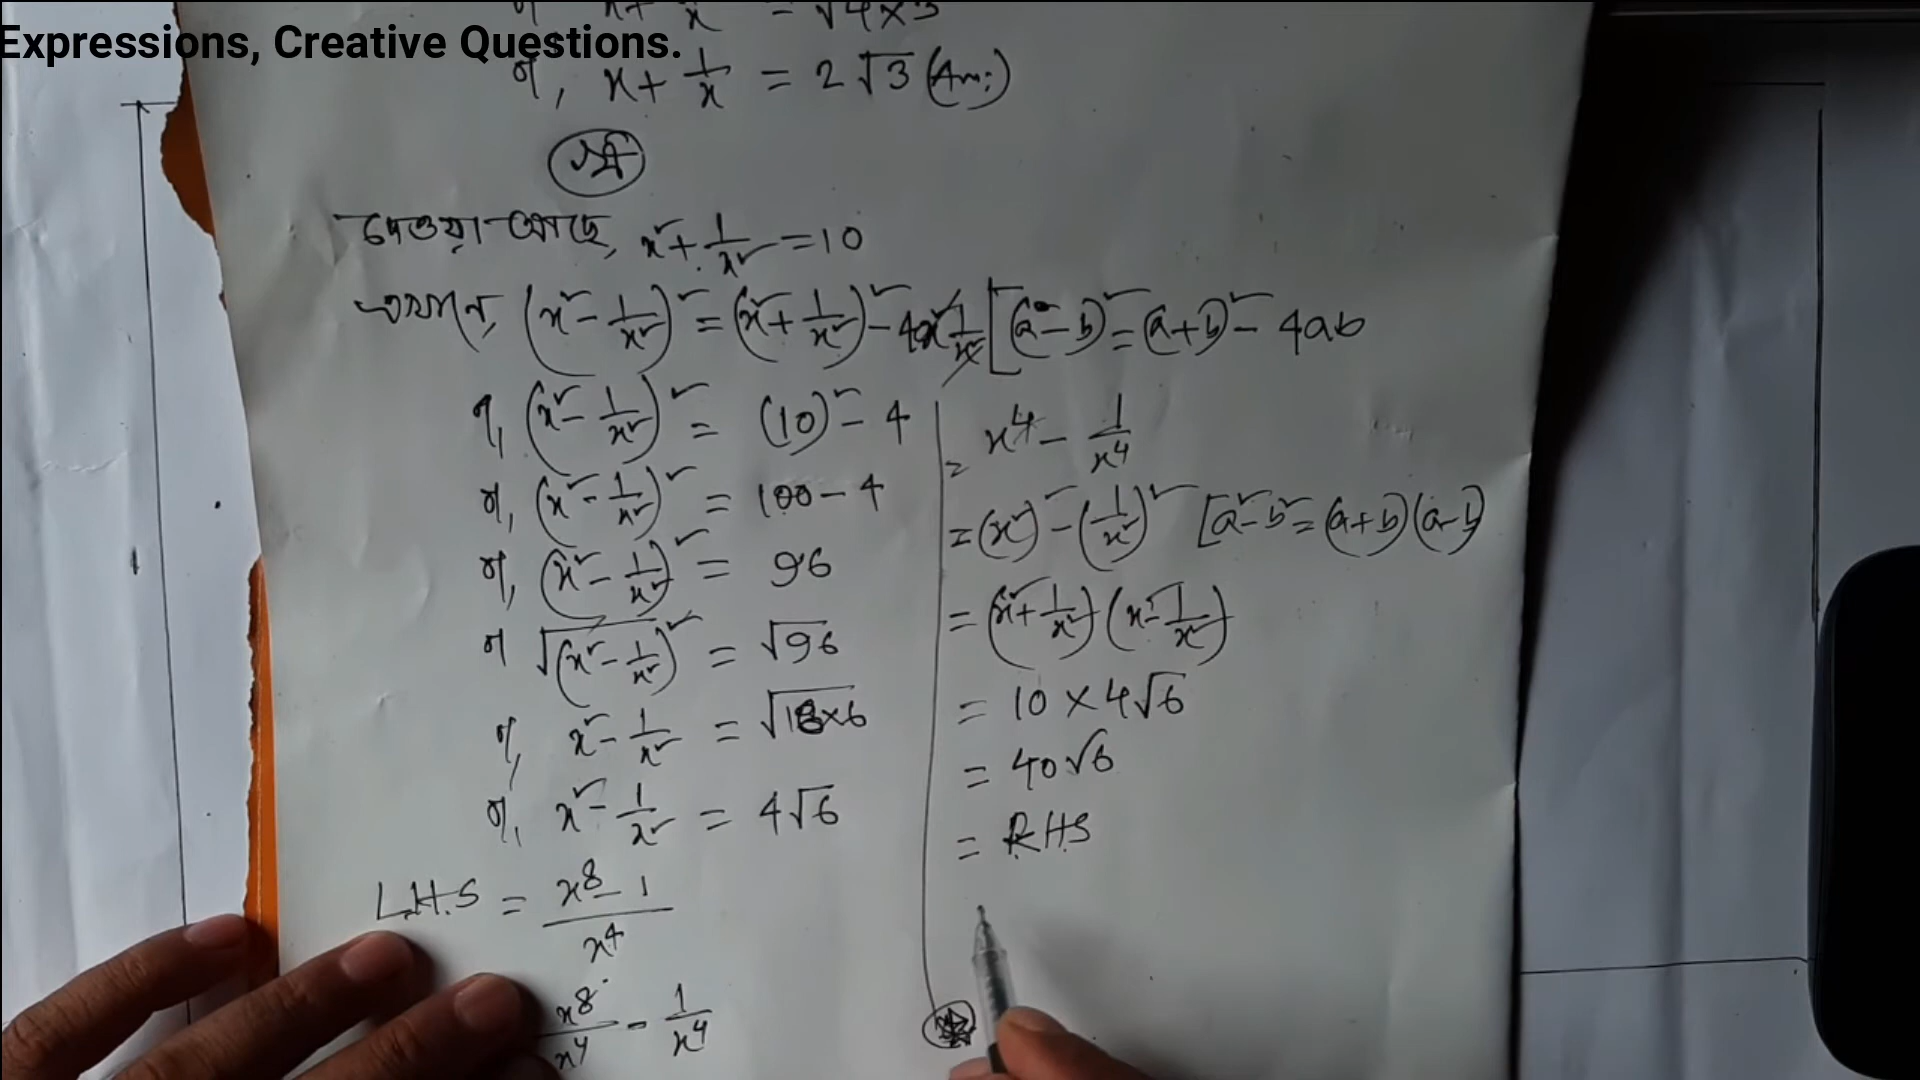 বা x + 1/x = √4×3
Expressions, Creative Questions.
বা, x + 1/x = 2√3 (Ans:)
দেওয়া আছে, x² + 1/x² = 10
এখানে, (x² - 1/x²)² = (x² + 1/x²)² - 4x² 1/x² [(a - b)² = (a+b)² - 4ab
বা, (x² - 1/x²)² = (10)² - 4
বা, (x² - 1/x²)² = 100 - 4
বা, (x² - 1/x²)² = 96
বা √(x² - 1/x²)² = √96
বা, x² - 1/x² = √16×6
বা, x² - 1/x² = 4√6
L.H.S = x⁸ - 1 / x⁴
x⁸/x⁴ - 1/x⁴
= x⁴ - 1/x⁴
= (x²)² - (1/x²)² [a² - b² = (a+b)(a-b)
= (x² + 1/x²)(x² - 1/x²)
= 10 × 4√6
= 40√6
= RHS